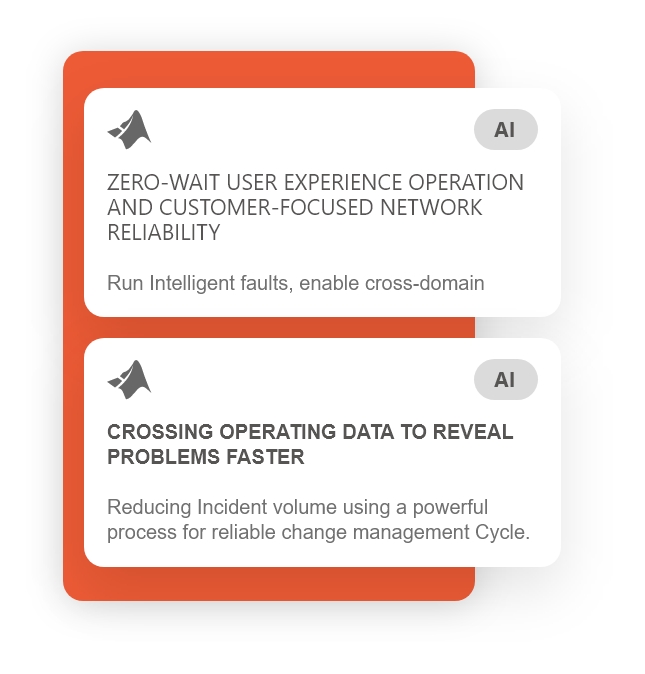 AI
ZERO-WAIT USER EXPERIENCE OPERATION
AND CUSTOMER-FOCUSED NETWORK
RELIABILITY
Run Intelligent faults, enable cross-domain
AI
CROSSING OPERATING DATA TO REVEAL
PROBLEMS FASTER
Reducing Incident volume using a powerful
process for reliable change management Cycle.